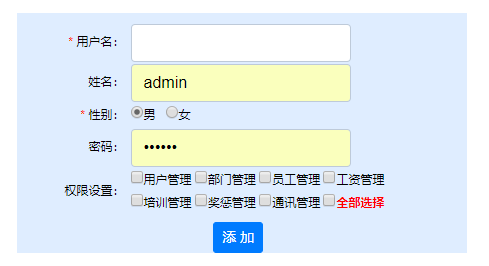 * 用户名:
姓名: admin
* 性别: 男 女
密码: ••••••
权限设置: 用户管理 部门管理 员工管理 工资管理
培训管理 奖惩管理 通讯管理 全部选择
添 加